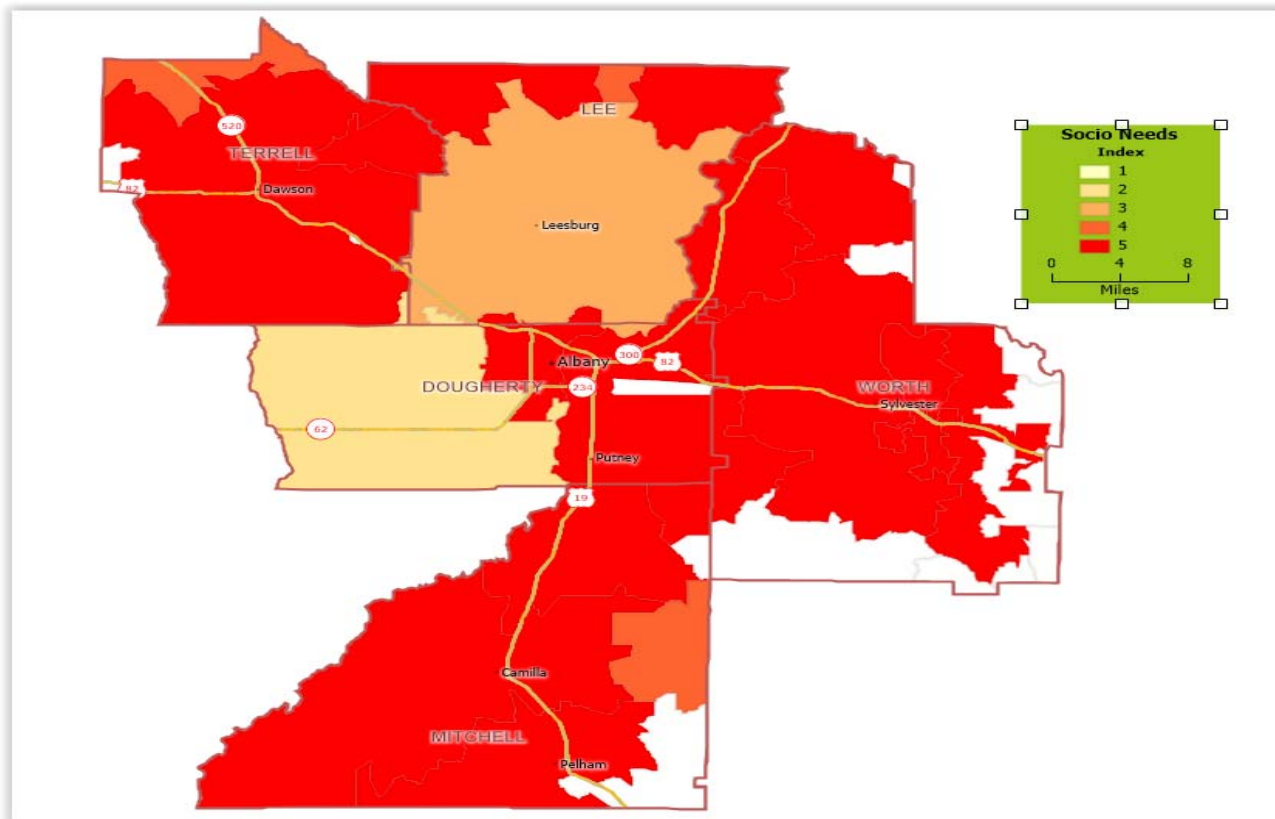 LEE
520
TERRELL
82
Dawson
Leesburg
Socio Needs
Index
1
2
3
4
5
0 4 8
Miles
Albany
300
82
DOUGHERTY
234
WORTH
Sylvester
62
Putney
19
Camilla
MITCHELL
Pelham